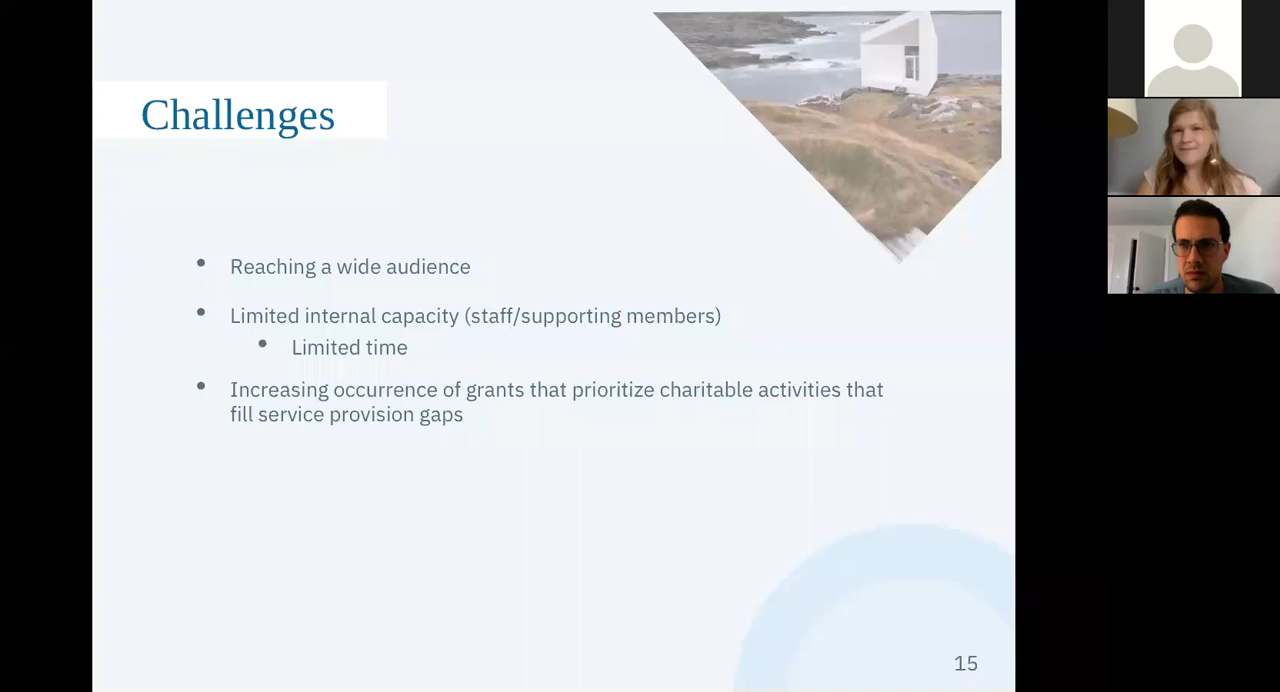 Challenges
• Reaching a wide audience
• Limited internal capacity (staff/supporting members)
• Limited time
• Increasing occurrence of grants that prioritize charitable activities that
fill service provision gaps
15